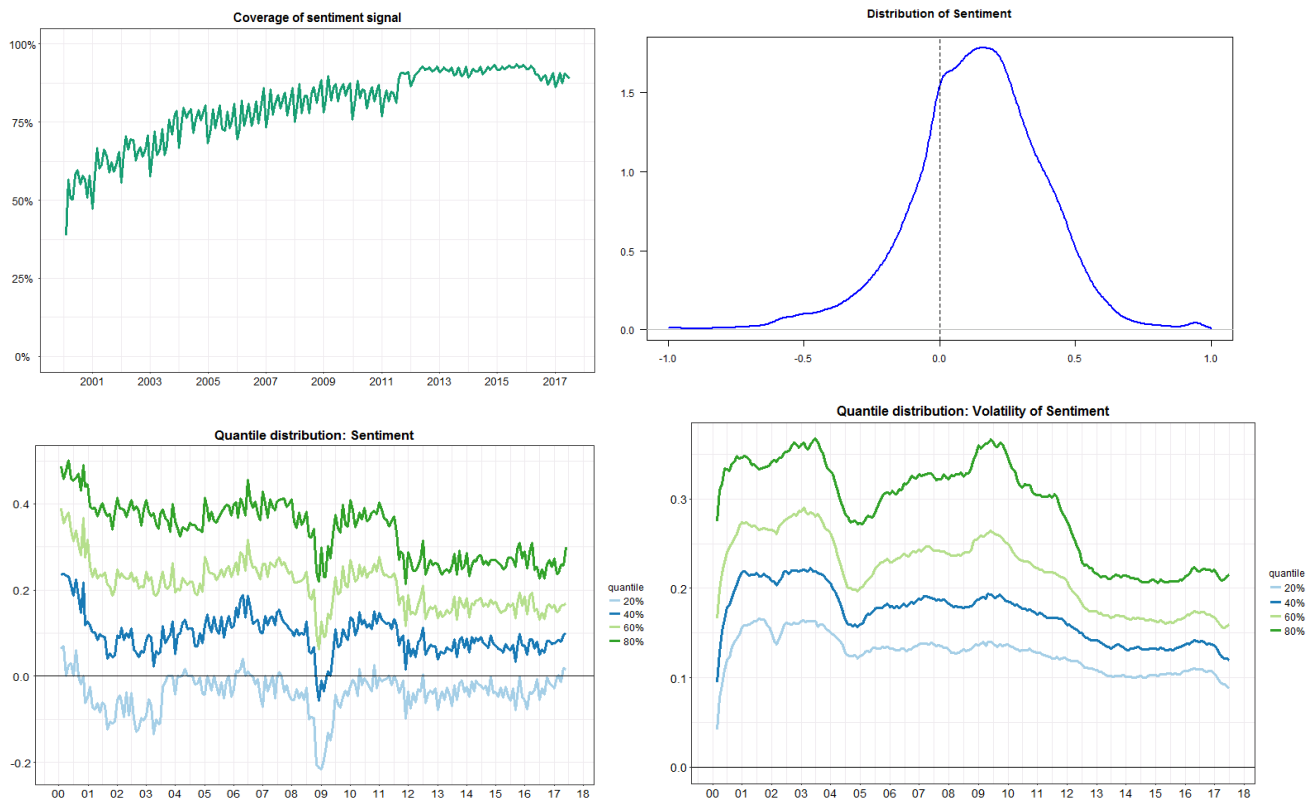 Coverage of sentiment signal
100%
75%
50%
25%
0%
2001 2003 2005 2007 2009 2011 2013 2015 2017
Distribution of Sentiment
1.5
1.0
0.5
0.0
-1.0 -0.5 0.0 0.5 1.0
Quantile distribution: Sentiment
0.4
0.2
0.0
-0.2
00 01 02 03 04 05 06 07 08 09 10 11 12 13 14 15 16 17 18
quantile
20%
40%
60%
80%
Quantile distribution: Volatility of Sentiment
0.3
0.2
0.1
0.0
00 01 02 03 04 05 06 07 08 09 10 11 12 13 14 15 16 17 18
quantile
20%
40%
60%
80%